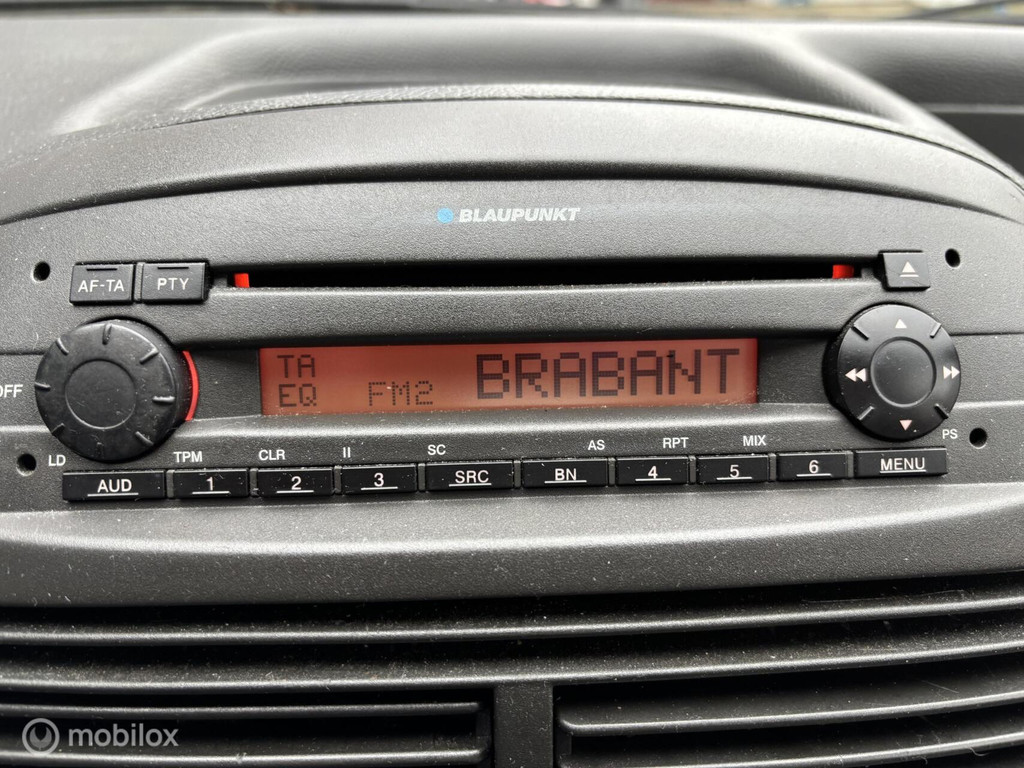 BLAUPUNKT
AF-TA PTY
OFF
TA
EQ FM2 BRABANT
LD TPM CLR II SC AS RPT MIX PS
AUD 1 2 3 SRC BN 4 5 6 MENU
mobilox